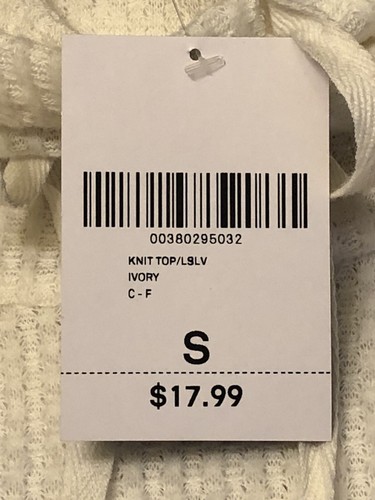 00380295032
KNIT TOP/LSLV
IVORY
C - F
S
$17.99